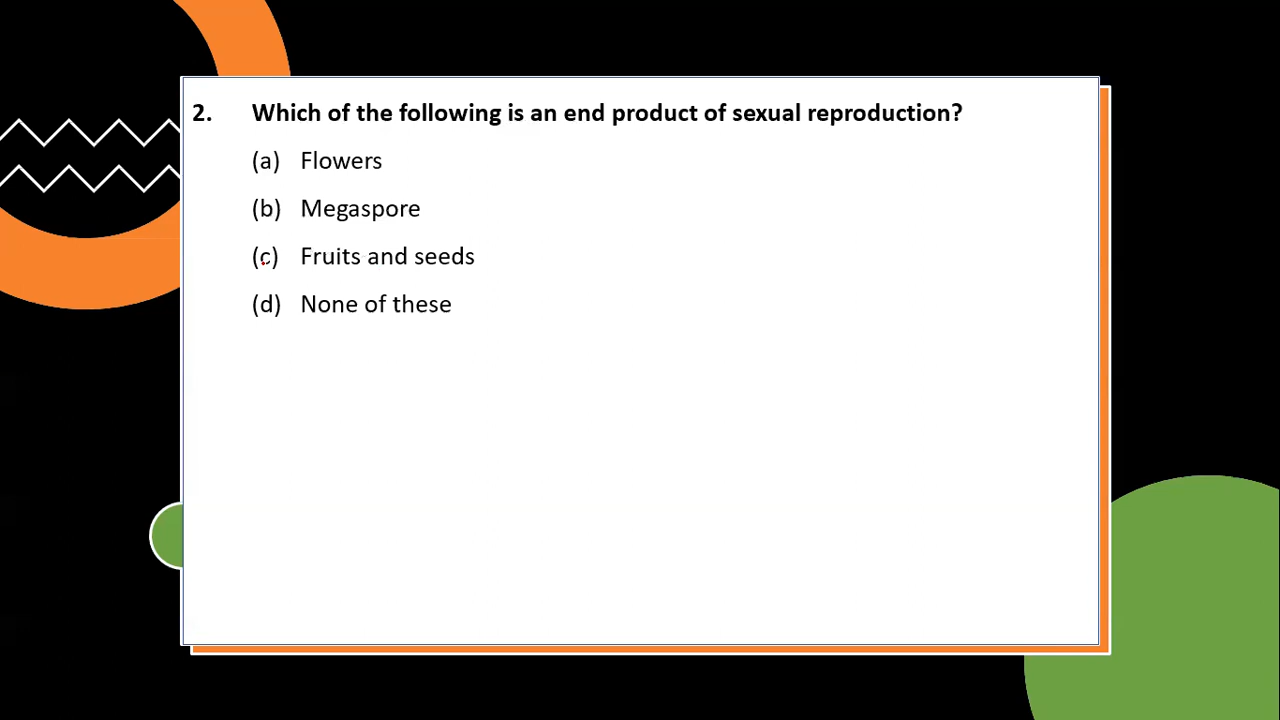 2. Which of the following is an end product of sexual reproduction?
(a) Flowers
(b) Megaspore
(c) Fruits and seeds
(d) None of these